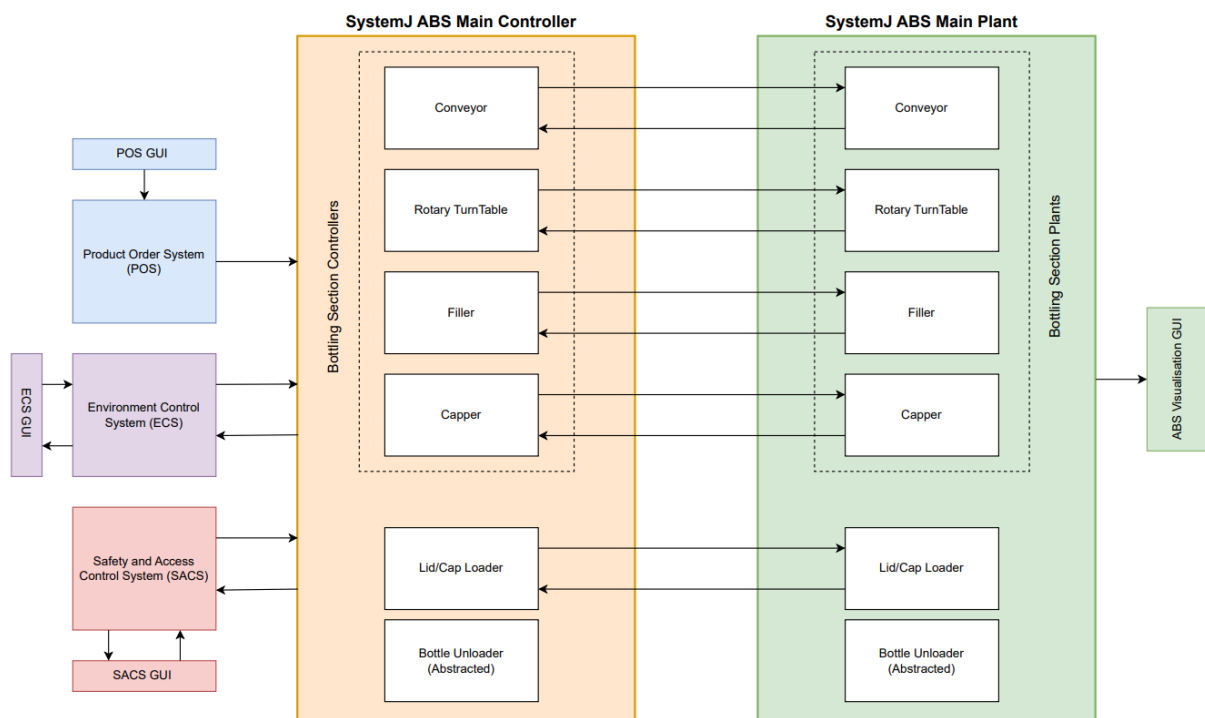 SystemJ ABS Main Controller
SystemJ ABS Main Plant
POS GUI
Product Order System
(POS)
ECS GUI
Environment Control
System (ECS)
Safety and Access
Control System (SACS)
SACS GUI
Bottling Section Controllers
Conveyor
Rotary TurnTable
Filler
Capper
Lid/Cap Loader
Bottle Unloader
(Abstracted)
Conveyor
Rotary TurnTable
Filler
Capper
Lid/Cap Loader
Bottle Unloader
(Abstracted)
Bottling Section Plants
ABS Visualisation GUI